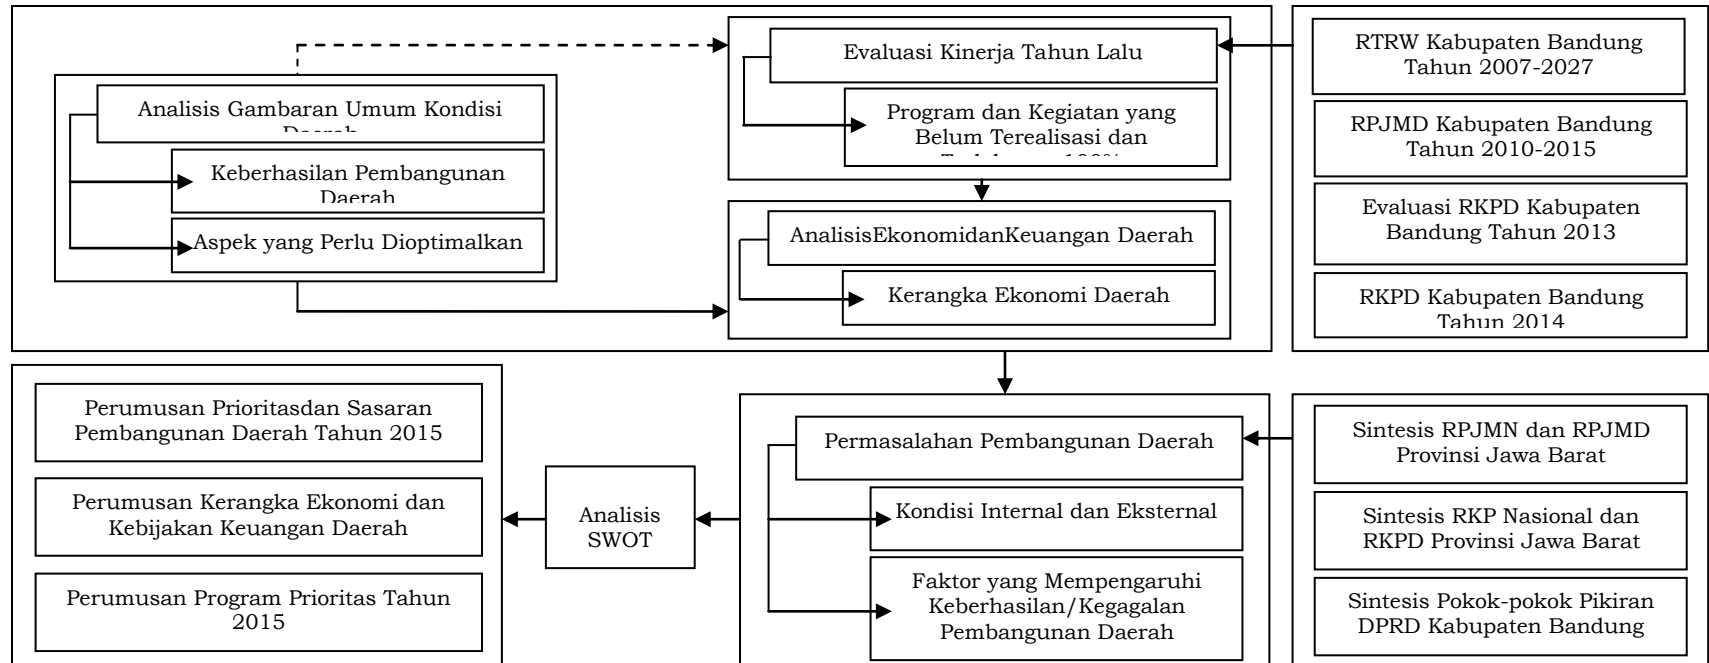 Evaluasi Kinerja Tahun Lalu
Program dan Kegiatan yang
Belum Terealisasi dan
Analisis Gambaran Umum Kondisi
Daerah
Keberhasilan Pembangunan
Daerah
Aspek yang Perlu Dioptimalkan
AnalisisEkonomidanKeuangan Daerah
Kerangka Ekonomi Daerah
RTRW Kabupaten Bandung
Tahun 2007-2027
RPJMD Kabupaten Bandung
Tahun 2010-2015
Evaluasi RKPD Kabupaten
Bandung Tahun 2013
RKPD Kabupaten Bandung
Tahun 2014
Perumusan Prioritasdan Sasaran
Pembangunan Daerah Tahun 2015
Perumusan Kerangka Ekonomi dan
Kebijakan Keuangan Daerah
Perumusan Program Prioritas Tahun
2015
Analisis
SWOT
Permasalahan Pembangunan Daerah
Kondisi Internal dan Eksternal
Faktor yang Mempengaruhi
Keberhasilan/Kegagalan
Pembangunan Daerah
Sintesis RPJMN dan RPJMD
Provinsi Jawa Barat
Sintesis RKP Nasional dan
RKPD Provinsi Jawa Barat
Sintesis Pokok-pokok Pikiran
DPRD Kabupaten Bandung